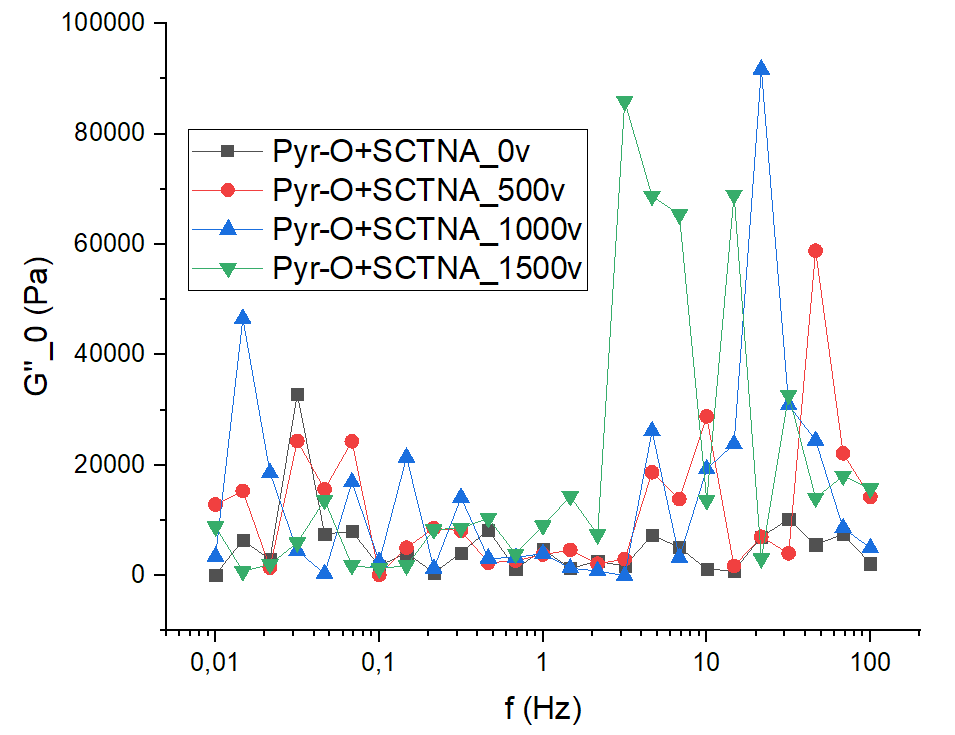 100000
80000
60000
40000
20000
0
G''_0 (Pa)
Pyr-O+SCTNA_0v
Pyr-O+SCTNA_500v
Pyr-O+SCTNA_1000v
Pyr-O+SCTNA_1500v
0,01 0,1 1 10 100
f (Hz)